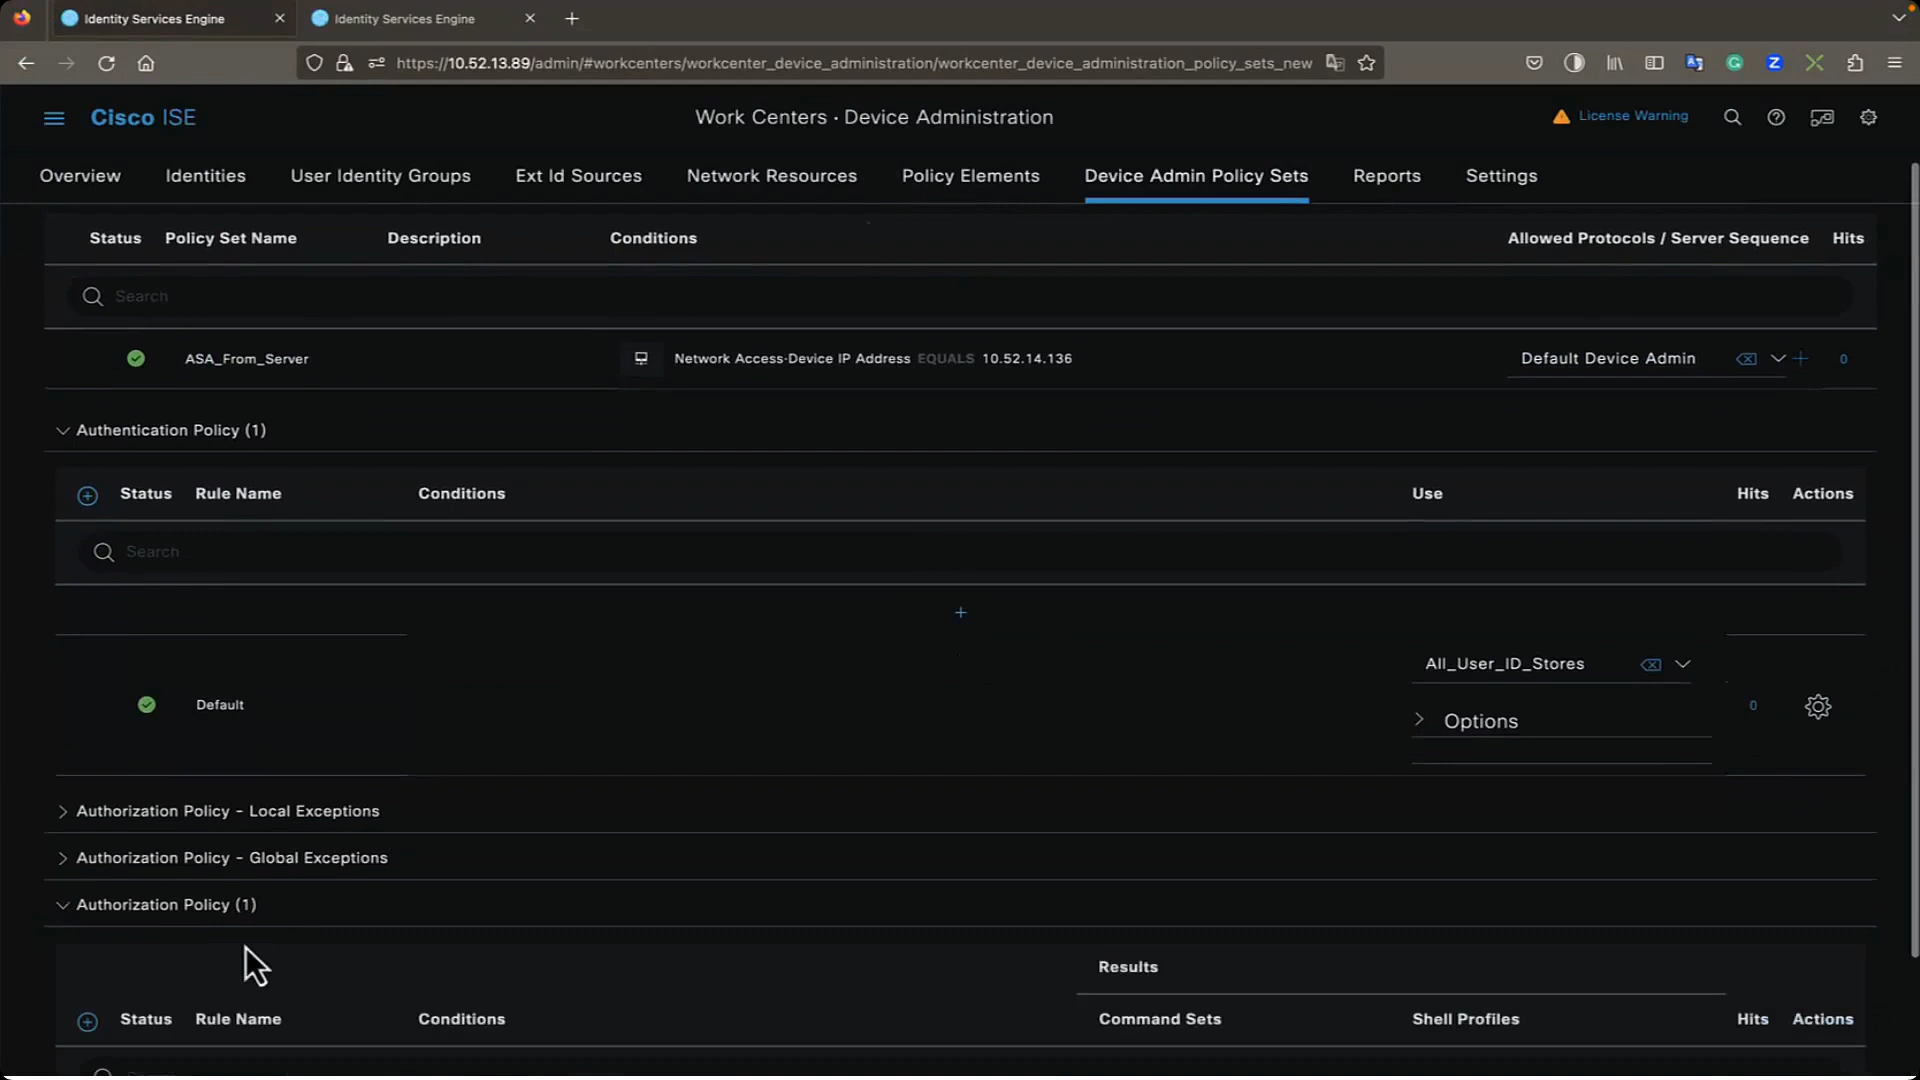 Identity Services Engine
Identity Services Engine
https://10.52.13.89/admin/#workcenters/workcenter_device_administration/workcenter_device_administration_policy_sets_new
Cisco ISE
Work Centers · Device Administration
License Warning
Overview Identities User Identity Groups Ext Id Sources Network Resources Policy Elements Device Admin Policy Sets Reports Settings
Status Policy Set Name Description Conditions Allowed Protocols / Server Sequence Hits
Search
ASA_From_Server Network Access·Device IP Address EQUALS 10.52.14.136 Default Device Admin 0
Authentication Policy (1)
Status Rule Name Conditions Use Hits Actions
Search
All_User_ID_Stores
Default 0
Options
Authorization Policy - Local Exceptions
Authorization Policy - Global Exceptions
Authorization Policy (1)
Results
Status Rule Name Conditions Command Sets Shell Profiles Hits Actions